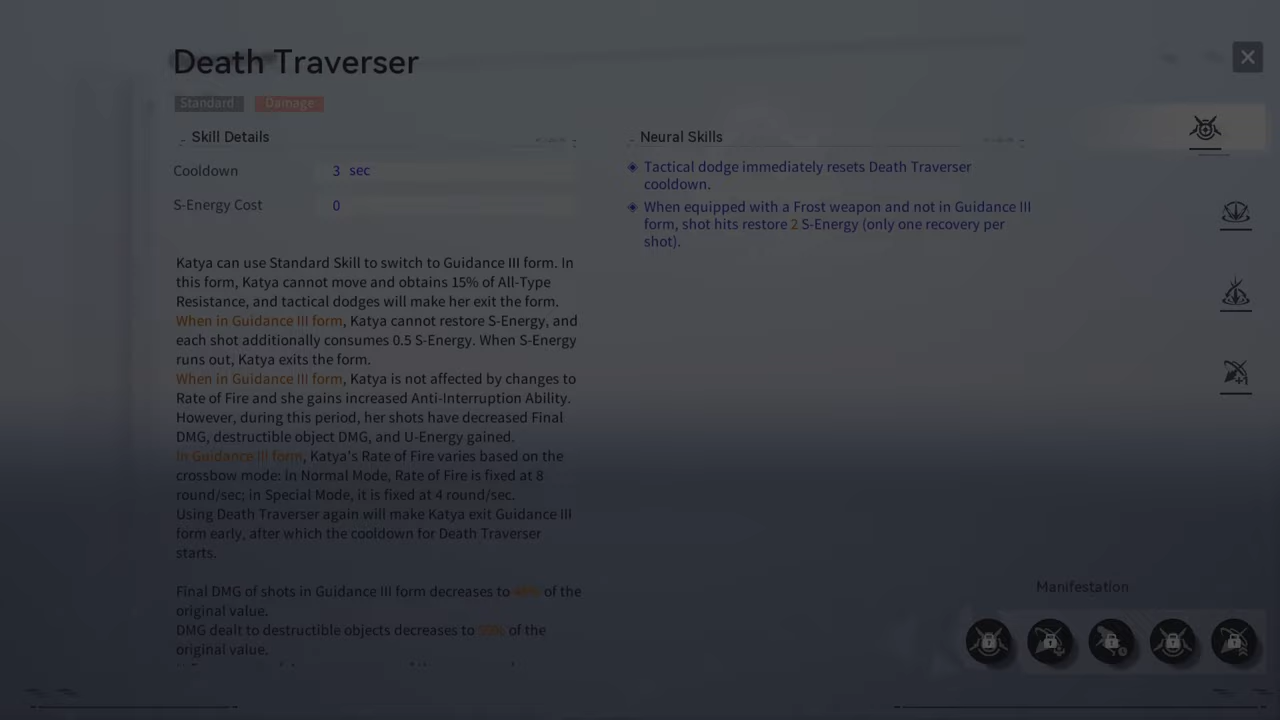 Death Traverser
Standard
Damage
Skill Details
Cooldown
3 sec
S-Energy Cost
0
Katya can use Standard Skill to switch to Guidance III form. In
this form, Katya cannot move and obtains 15% of All-Type
Resistance, and tactical dodges will make her exit the form.
When in Guidance III form, Katya cannot restore S-Energy, and
each shot additionally consumes 0.5 S-Energy. When S-Energy
runs out, Katya exits the form.
When in Guidance III form, Katya is not affected by changes to
Rate of Fire and she gains increased Anti-Interruption Ability.
However, during this period, her shots have decreased Final
DMG, destructible object DMG, and U-Energy gained.
In Guidance III form, Katya's Rate of Fire varies based on the
crossbow mode: in Normal Mode, Rate of Fire is fixed at 8
round/sec; in Special Mode, it is fixed at 4 round/sec.
Using Death Traverser again will make Katya exit Guidance III
form early, after which the cooldown for Death Traverser
starts.
Final DMG of shots in Guidance III form decreases to of the
original value.
DMG dealt to destructible objects decreases to of the
original value.
Neural Skills
Tactical dodge immediately resets Death Traverser
cooldown.
When equipped with a Frost weapon and not in Guidance III
form, shot hits restore 2 S-Energy (only one recovery per
shot).
Manifestation